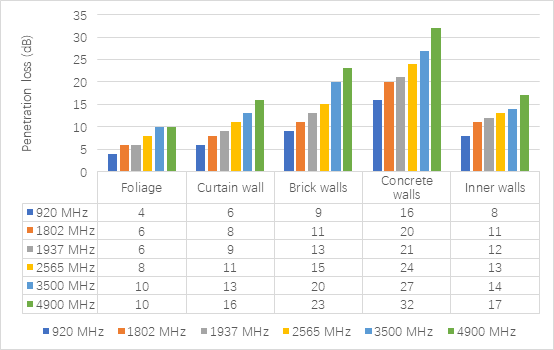 35
30
25
20
15
10
5
0
Penetration loss (dB)
Foliage Curtain wall Brick walls Concrete walls Inner walls
920 MHz 4 6 9 16 8
1802 MHz 6 8 11 20 11
1937 MHz 6 9 13 21 12
2565 MHz 8 11 15 24 13
3500 MHz 10 13 20 27 14
4900 MHz 10 16 23 32 17
920 MHz 1802 MHz 1937 MHz 2565 MHz 3500 MHz 4900 MHz